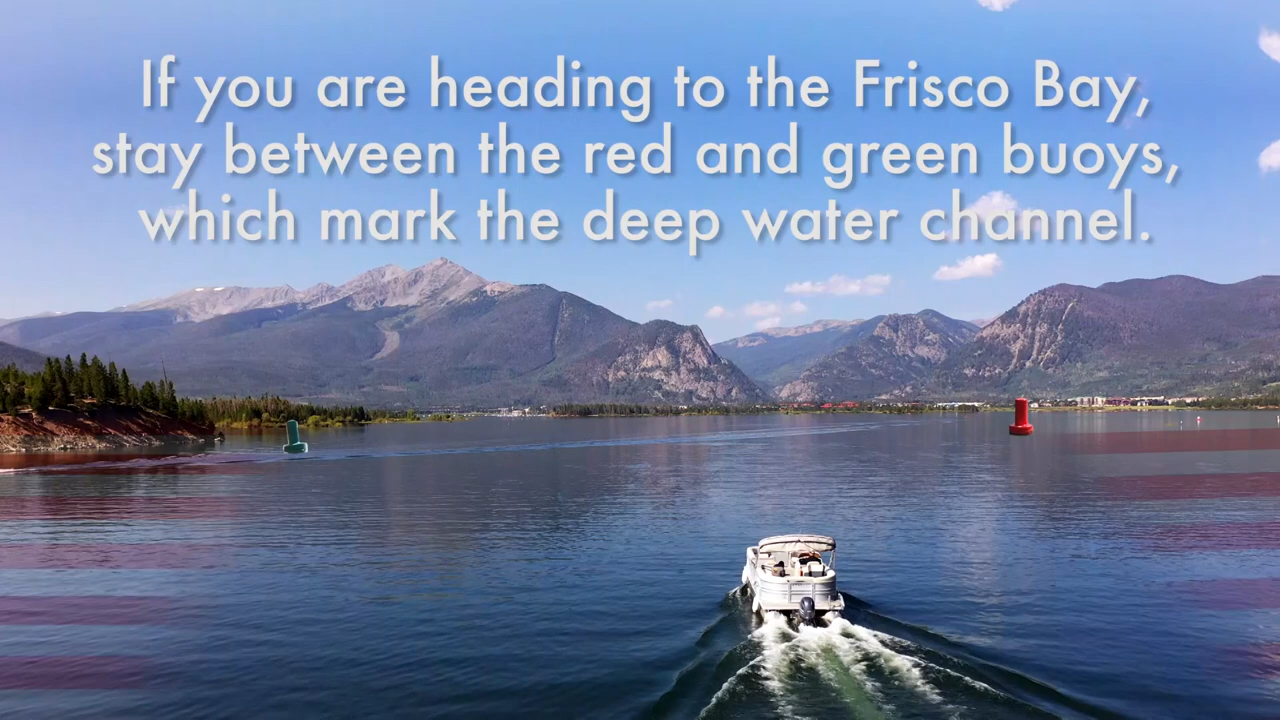 If you are heading to the Frisco Bay,
stay between the red and green buoys,
which mark the deep water channel.